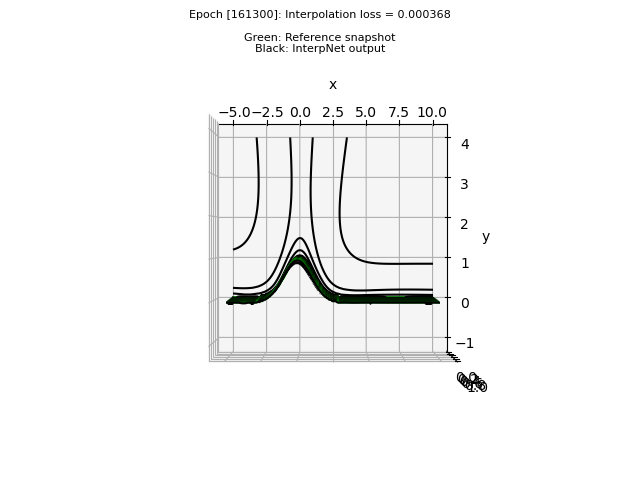 Epoch [161300]: Interpolation loss = 0.000368
Green: Reference snapshot
Black: InterpNet output
x
−5.0 −2.5 0.0 2.5 5.0 7.5 10.0
4
3
2
y
1
0
−1